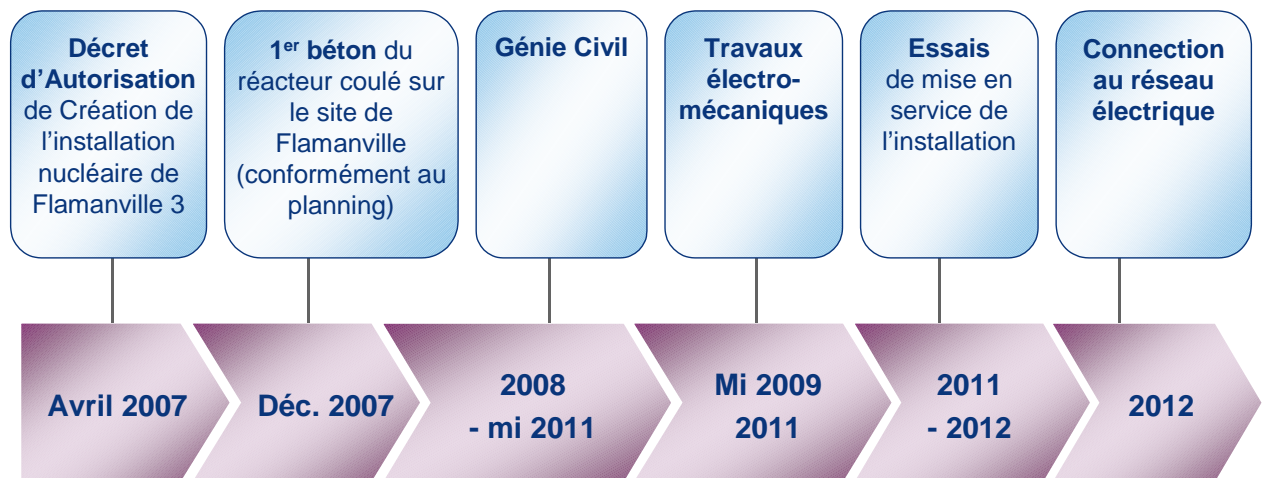 Décret
d'Autorisation
de Création de
l'installation
nucléaire de
Flamanville 3
1er béton du
réacteur coulé sur
le site de
Flamanville
(conformément au
planning)
Génie Civil
Travaux
électro-
mécaniques
Essais
de mise en
service de
l'installation
Connection
au réseau
électrique
Avril 2007
Déc. 2007
2008
- mi 2011
Mi 2009
2011
2011
- 2012
2012